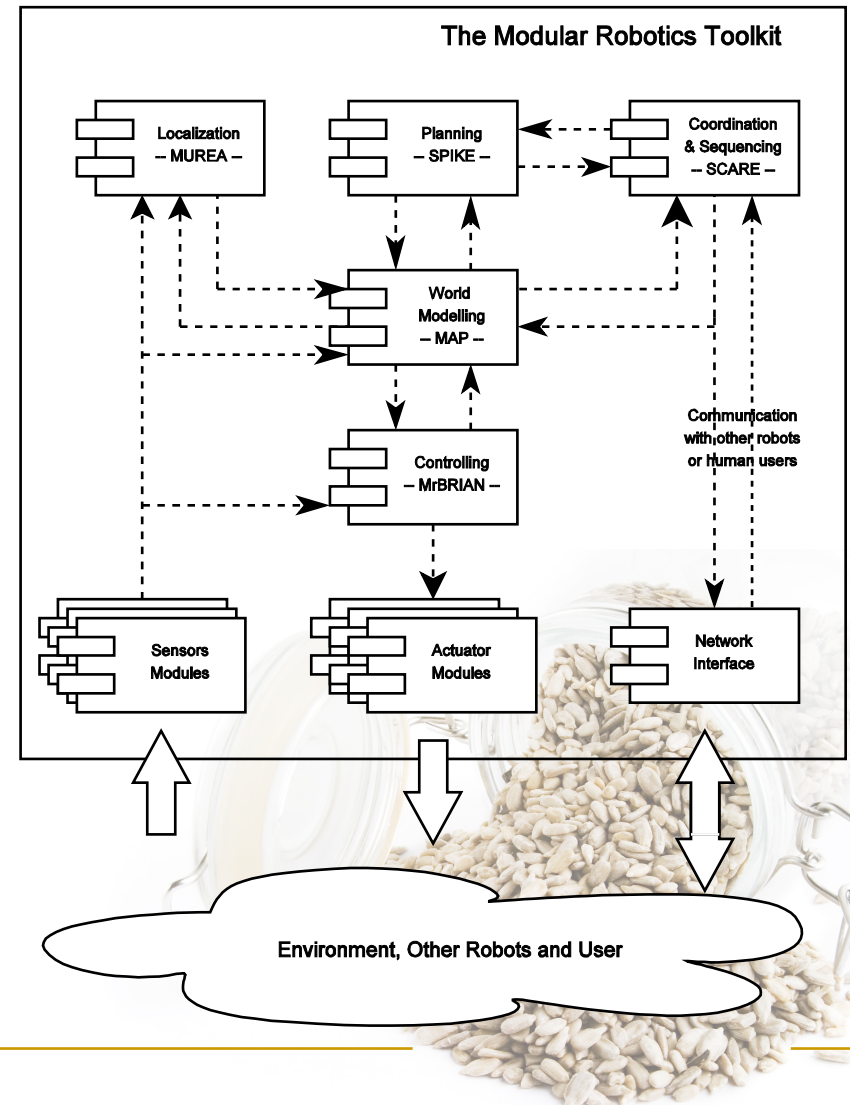 The Modular Robotics Toolkit
Localization
-- MUREA --
Planning
-- SPIKE --
Coordination
& Sequencing
-- SCARE --
World
Modelling
-- MAP --
Communication
with other robots
or human users
Controlling
-- MrBRIAN --
Sensors
Modules
Actuator
Modules
Network
Interface
Environment, Other Robots and User